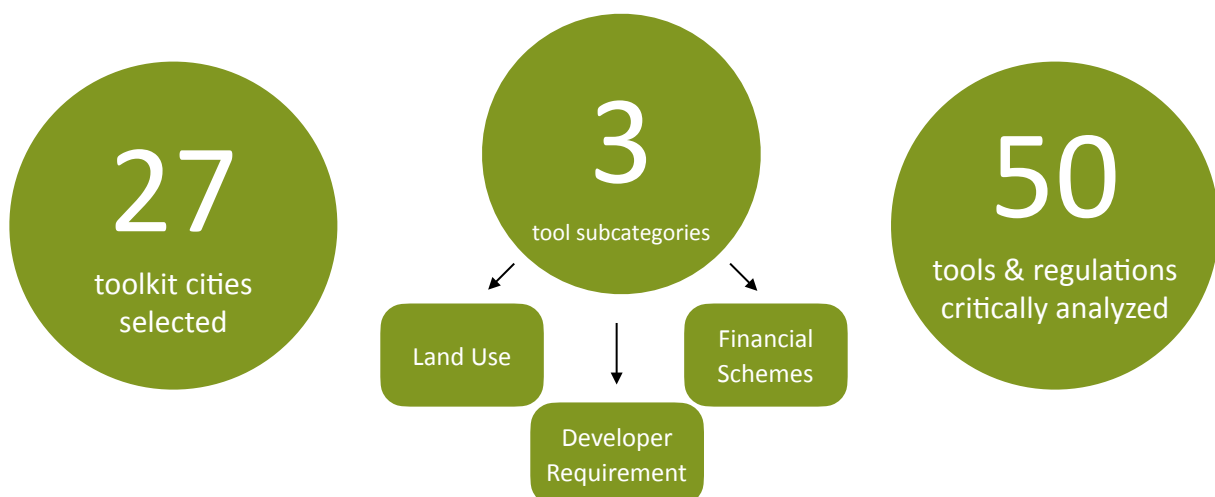 27
toolkit cities
selected
3
tool subcategories
Land Use
Developer
Requirement
Financial
Schemes
50
tools & regulations
critically analyzed